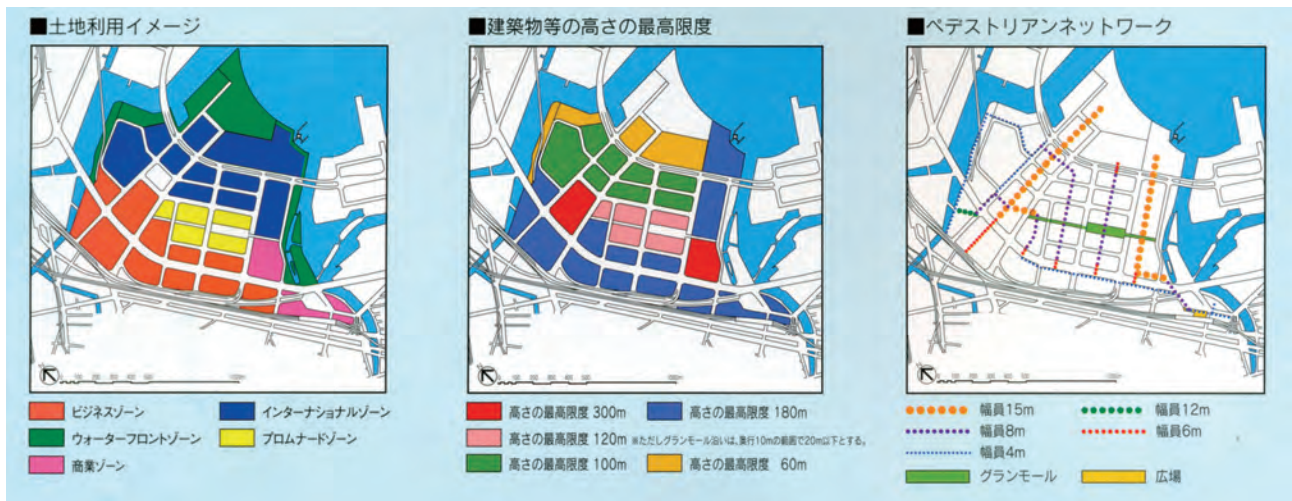 ■土地利用イメージ
ビジネスゾーン
インターナショナルゾーン
ウォーターフロントゾーン
プロムナードゾーン
商業ゾーン
■建築物等の高さの最高限度
高さの最高限度 300m
高さの最高限度 180m
高さの最高限度 120m ※ただしグランモール沿いは、奥行10mの範囲で20m以下とする。
高さの最高限度 100m
高さの最高限度 60m
■ペデストリアンネットワーク
幅員15m
幅員12m
幅員8m
幅員6m
幅員4m
グランモール
広場